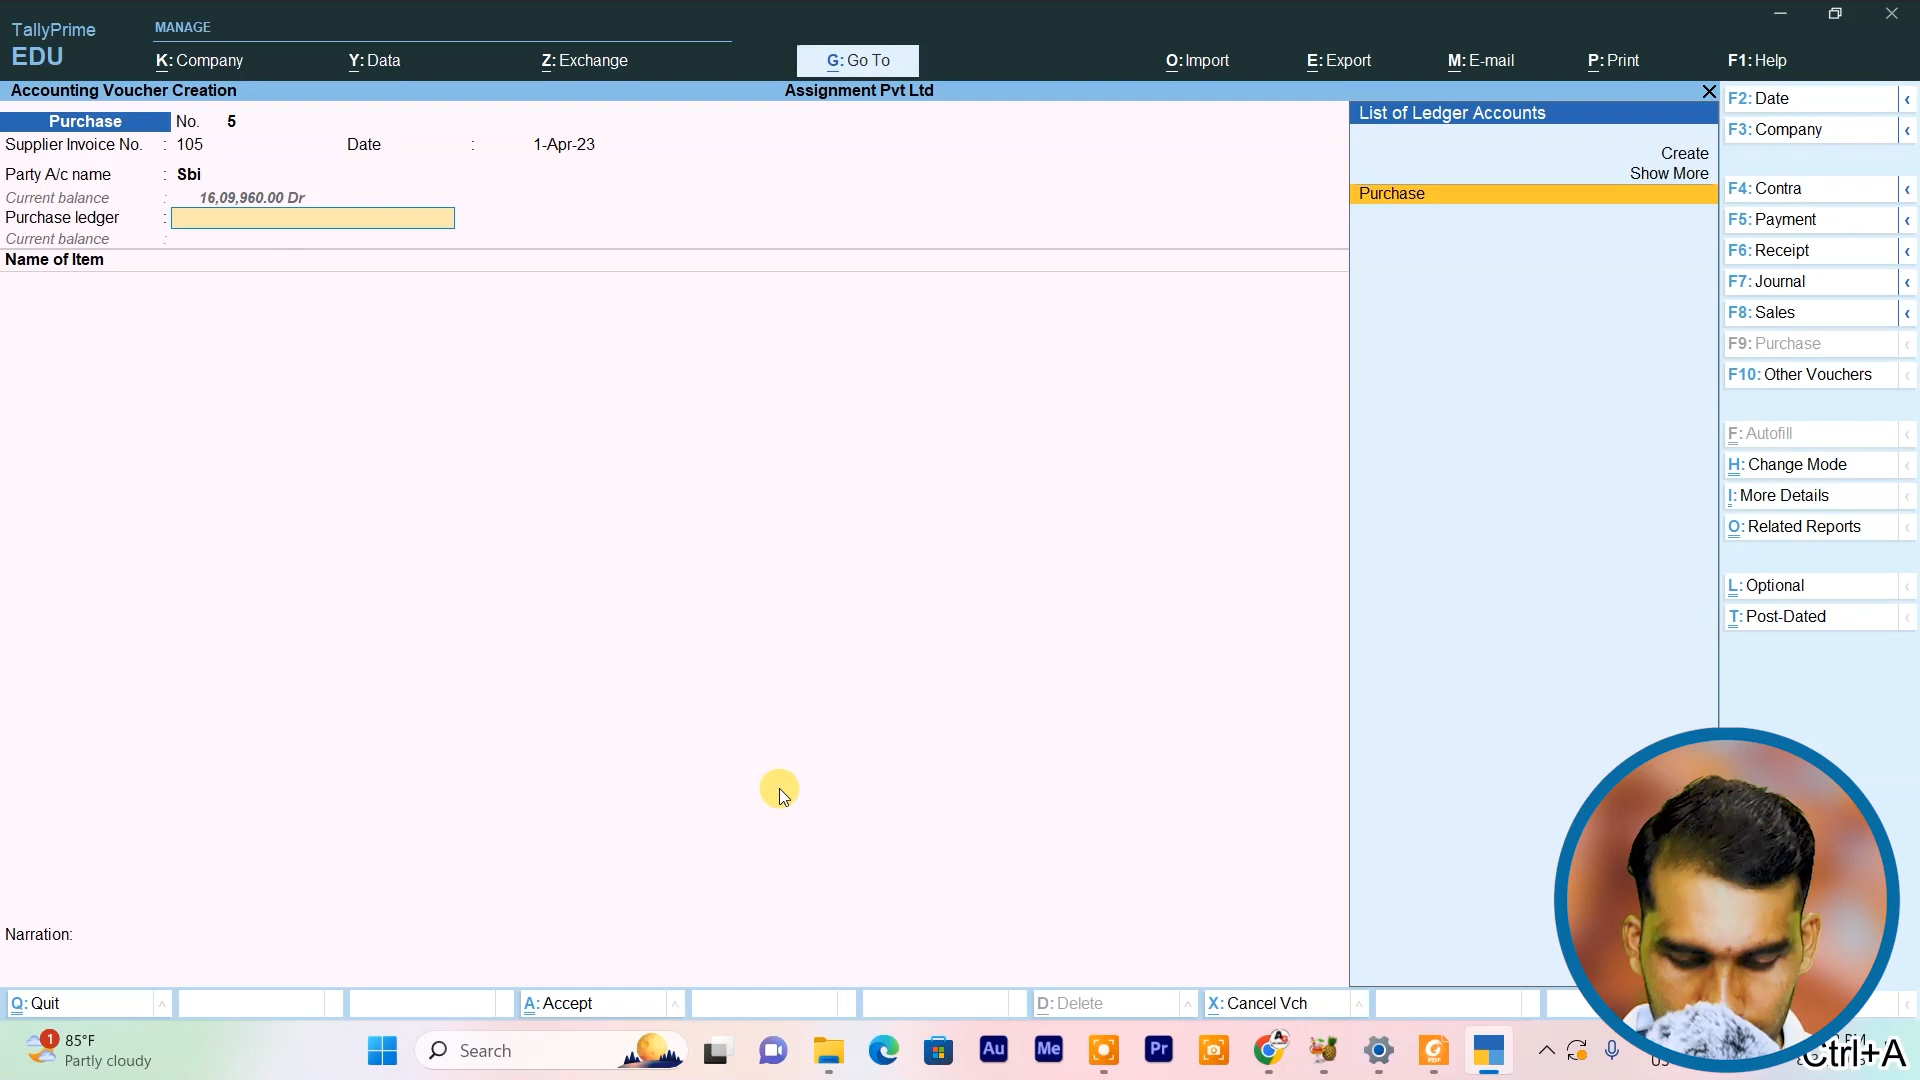 TallyPrime
EDU
MANAGE
K: Company
Y: Data
Z: Exchange
G: Go To
O: Import
E: Export
M: E-mail
P: Print
F1: Help
Accounting Voucher Creation
Assignment Pvt Ltd
Purchase No. 5
Supplier Invoice No. : 105 Date : 1-Apr-23
Party A/c name : Sbi
Current balance : 16,09,960.00 Dr
Purchase ledger :
Current balance :
Name of Item
Narration:
List of Ledger Accounts
Create
Show More
Purchase
F2: Date
F3: Company
F4: Contra
F5: Payment
F6: Receipt
F7: Journal
F8: Sales
F9: Purchase
F10: Other Vouchers
F: Autofill
H: Change Mode
I: More Details
O: Related Reports
L: Optional
T: Post-Dated
Q: Quit
A: Accept
D: Delete
X: Cancel Vch
1
85°F
Partly cloudy
Search
Au
Me
Pr
Ctrl+A